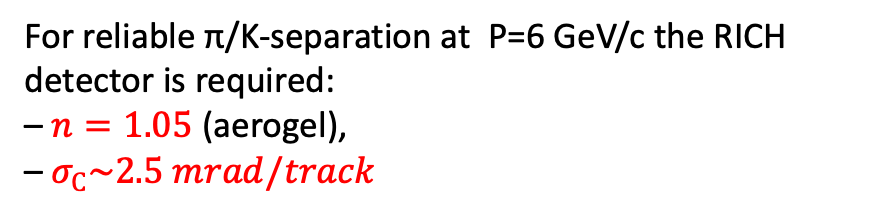 For reliable π/K-separation at P=6 GeV/c the RICH
detector is required:
– n = 1.05 (aerogel),
– σC~2.5 mrad/track